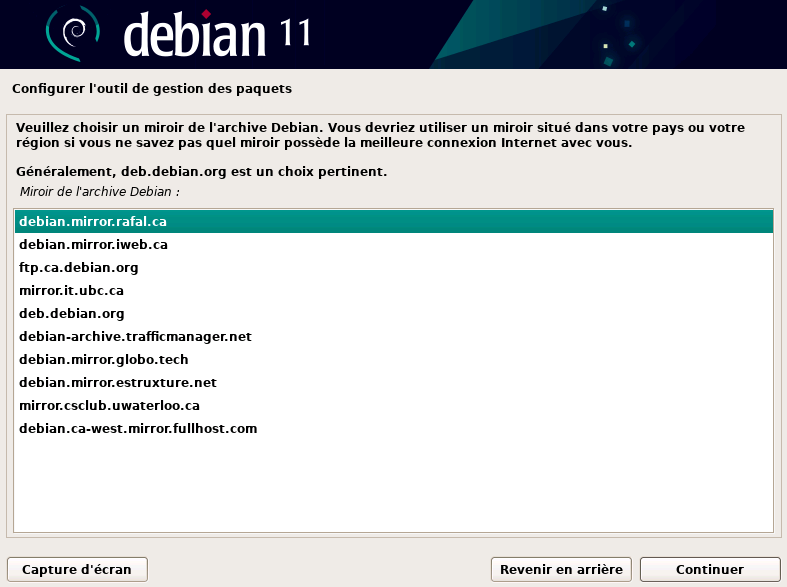 debian 11
Configurer l'outil de gestion des paquets
Veuillez choisir un miroir de l'archive Debian. Vous devriez utiliser un miroir situé dans votre pays ou votre
région si vous ne savez pas quel miroir possède la meilleure connexion Internet avec vous.
Généralement, deb.debian.org est un choix pertinent.
Miroir de l'archive Debian :
debian.mirror.rafal.ca
debian.mirror.iweb.ca
ftp.ca.debian.org
mirror.it.ubc.ca
deb.debian.org
debian-archive.trafficmanager.net
debian.mirror.globo.tech
debian.mirror.estruxture.net
mirror.csclub.uwaterloo.ca
debian.ca-west.mirror.fullhost.com
Capture d'écran
Revenir en arrière
Continuer